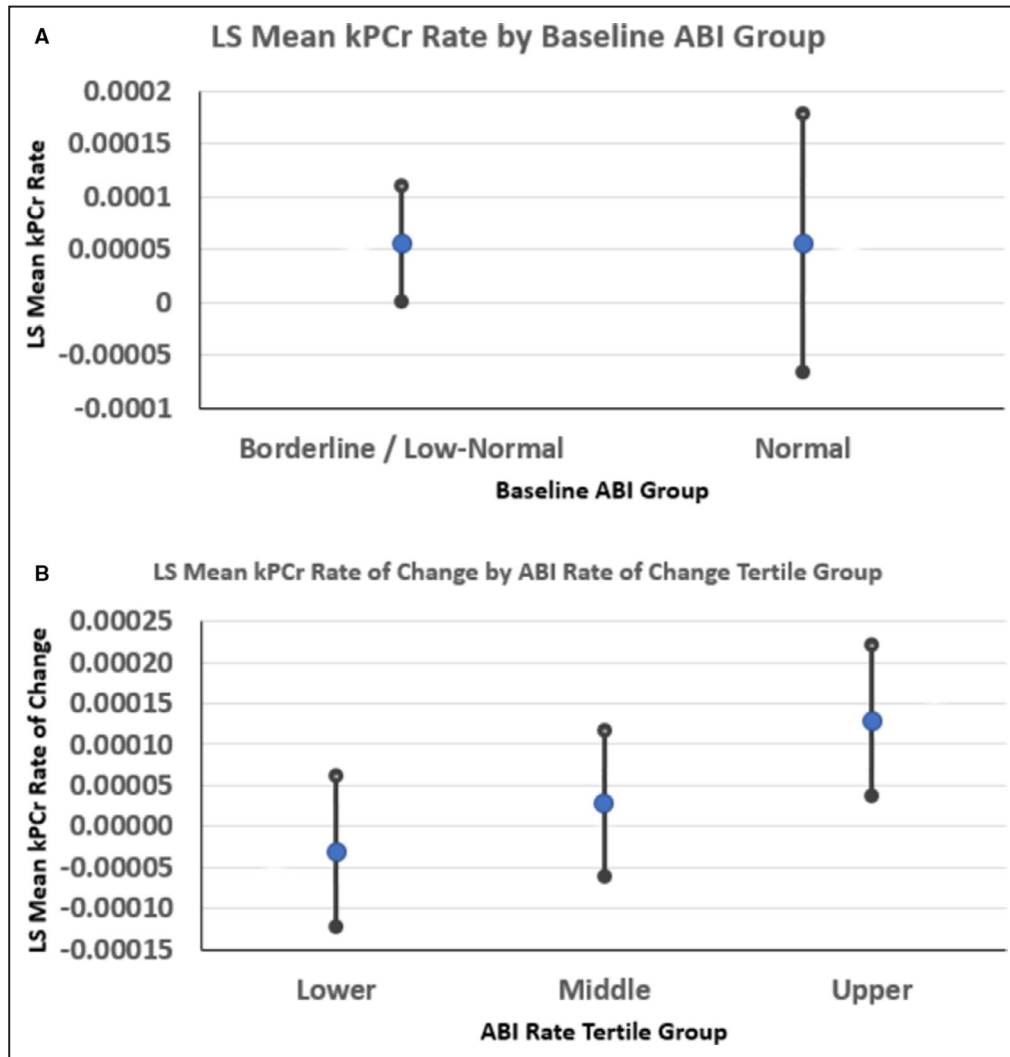 A
LS Mean kPCr Rate by Baseline ABI Group
LS Mean kPCr Rate
0.0002
0.00015
0.0001
0.00005
0
-0.00005
-0.0001
Borderline / Low-Normal
Normal
Baseline ABI Group
B
LS Mean kPCr Rate of Change by ABI Rate of Change Tertile Group
LS Mean kPCr Rate of Change
0.00025
0.00020
0.00015
0.00010
0.00005
0.00000
-0.00005
-0.00010
-0.00015
Lower
Middle
Upper
ABI Rate Tertile Group